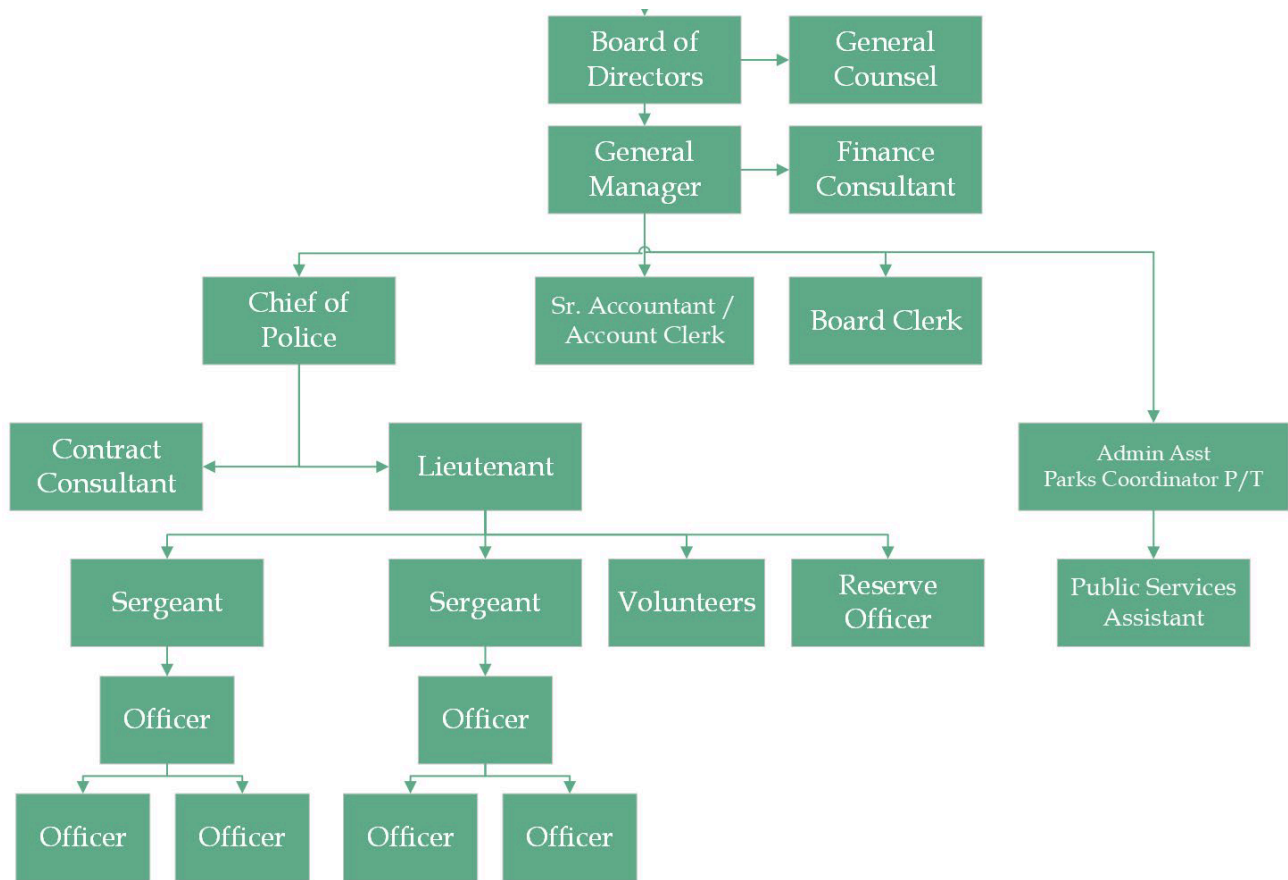 Board of
Directors
General
Counsel
General
Manager
Finance
Consultant
Chief of
Police
Sr. Accountant /
Account Clerk
Board Clerk
Contract
Consultant
Lieutenant
Admin Asst
Parks Coordinator P/T
Sergeant
Sergeant
Volunteers
Reserve
Officer
Public Services
Assistant
Officer
Officer
Officer
Officer
Officer
Officer